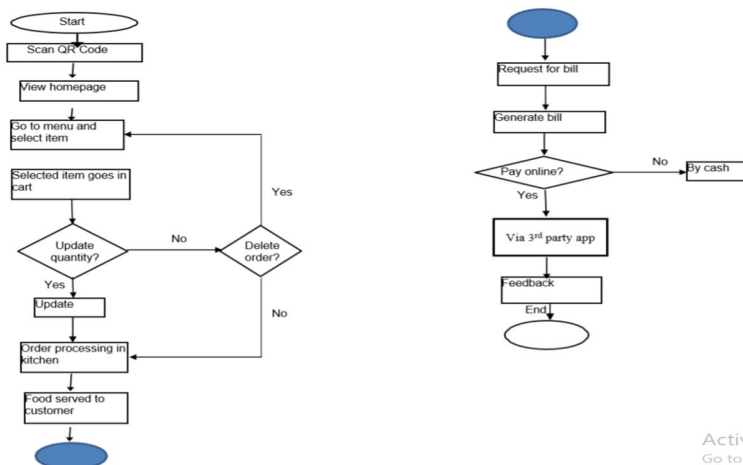 Start
Scan QR Code
View homepage
Go to menu and
select item
Selected item goes in
cart
Yes
Update
quantity?
No
Delete
order?
Yes
Update
No
Order processing in
kitchen
Food served to
customer
Request for bill
Generate bill
Pay online?
No
By cash
Yes
Via 3rd party app
Feedback
End
Activ
Go to